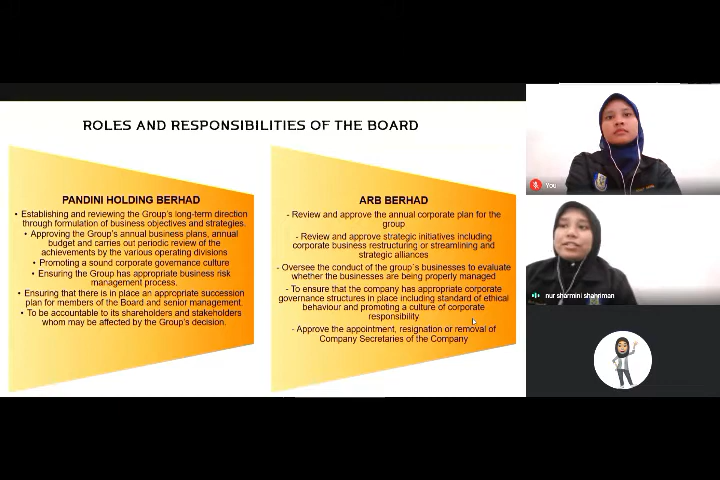 ROLES AND RESPONSIBILITIES OF THE BOARD
PANDINI HOLDING BERHAD
• Establishing and reviewing the Group's long-term direction
through formulation of business objectives and strategies.
• Approving the Group's annual business plans, annual
budget and carries out periodic review of the
achievements by the various operating divisions
• Promoting a sound corporate governance culture
• Ensuring the Group has appropriate business risk
management process.
• Ensuring that there is in place an appropriate succession
plan for members of the Board and senior management.
• To be accountable to its shareholders and stakeholders
whom may be affected by the Group's decision.
ARB BERHAD
- Review and approve the annual corporate plan for the
group
- Review and approve strategic initiatives including
corporate business restructuring or streamlining and
strategic alliances
- Oversee the conduct of the group's businesses to evaluate
whether the businesses are being properly managed
- To ensure that the company has appropriate corporate
governance structures in place including standard of ethical
behaviour and promoting a culture of corporate
responsibility
- Approve the appointment, resignation or removal of
Company Secretaries of the Company
You
nur sharmini shahriman